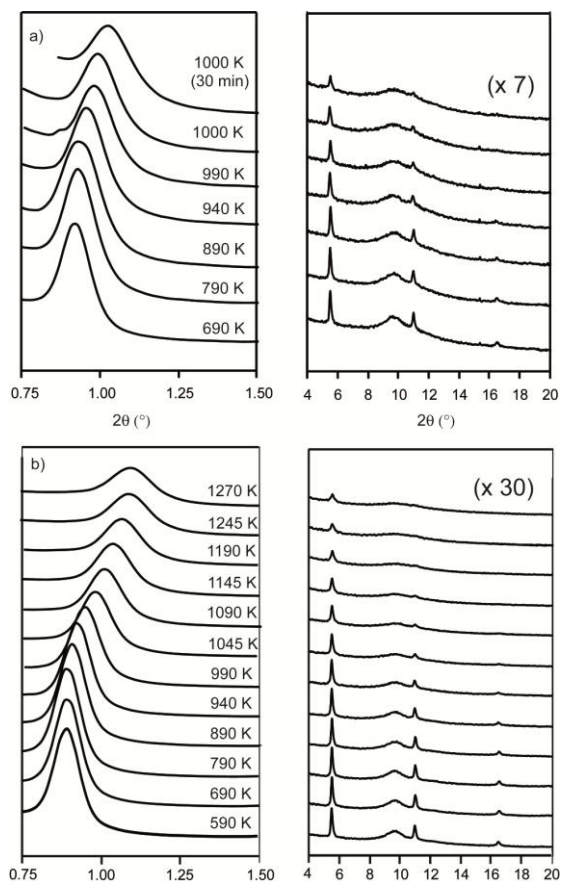 a)
1000 K
(30 min)
1000 K
990 K
940 K
890 K
790 K
690 K
0.75 1.00 1.25 1.50
2θ (°)
(x 7)
4 6 8 10 12 14 16 18 20
2θ (°)
b)
1270 K
1245 K
1190 K
1145 K
1090 K
1045 K
990 K
940 K
890 K
790 K
690 K
590 K
0.75 1.00 1.25 1.50
(x 30)
4 6 8 10 12 14 16 18 20